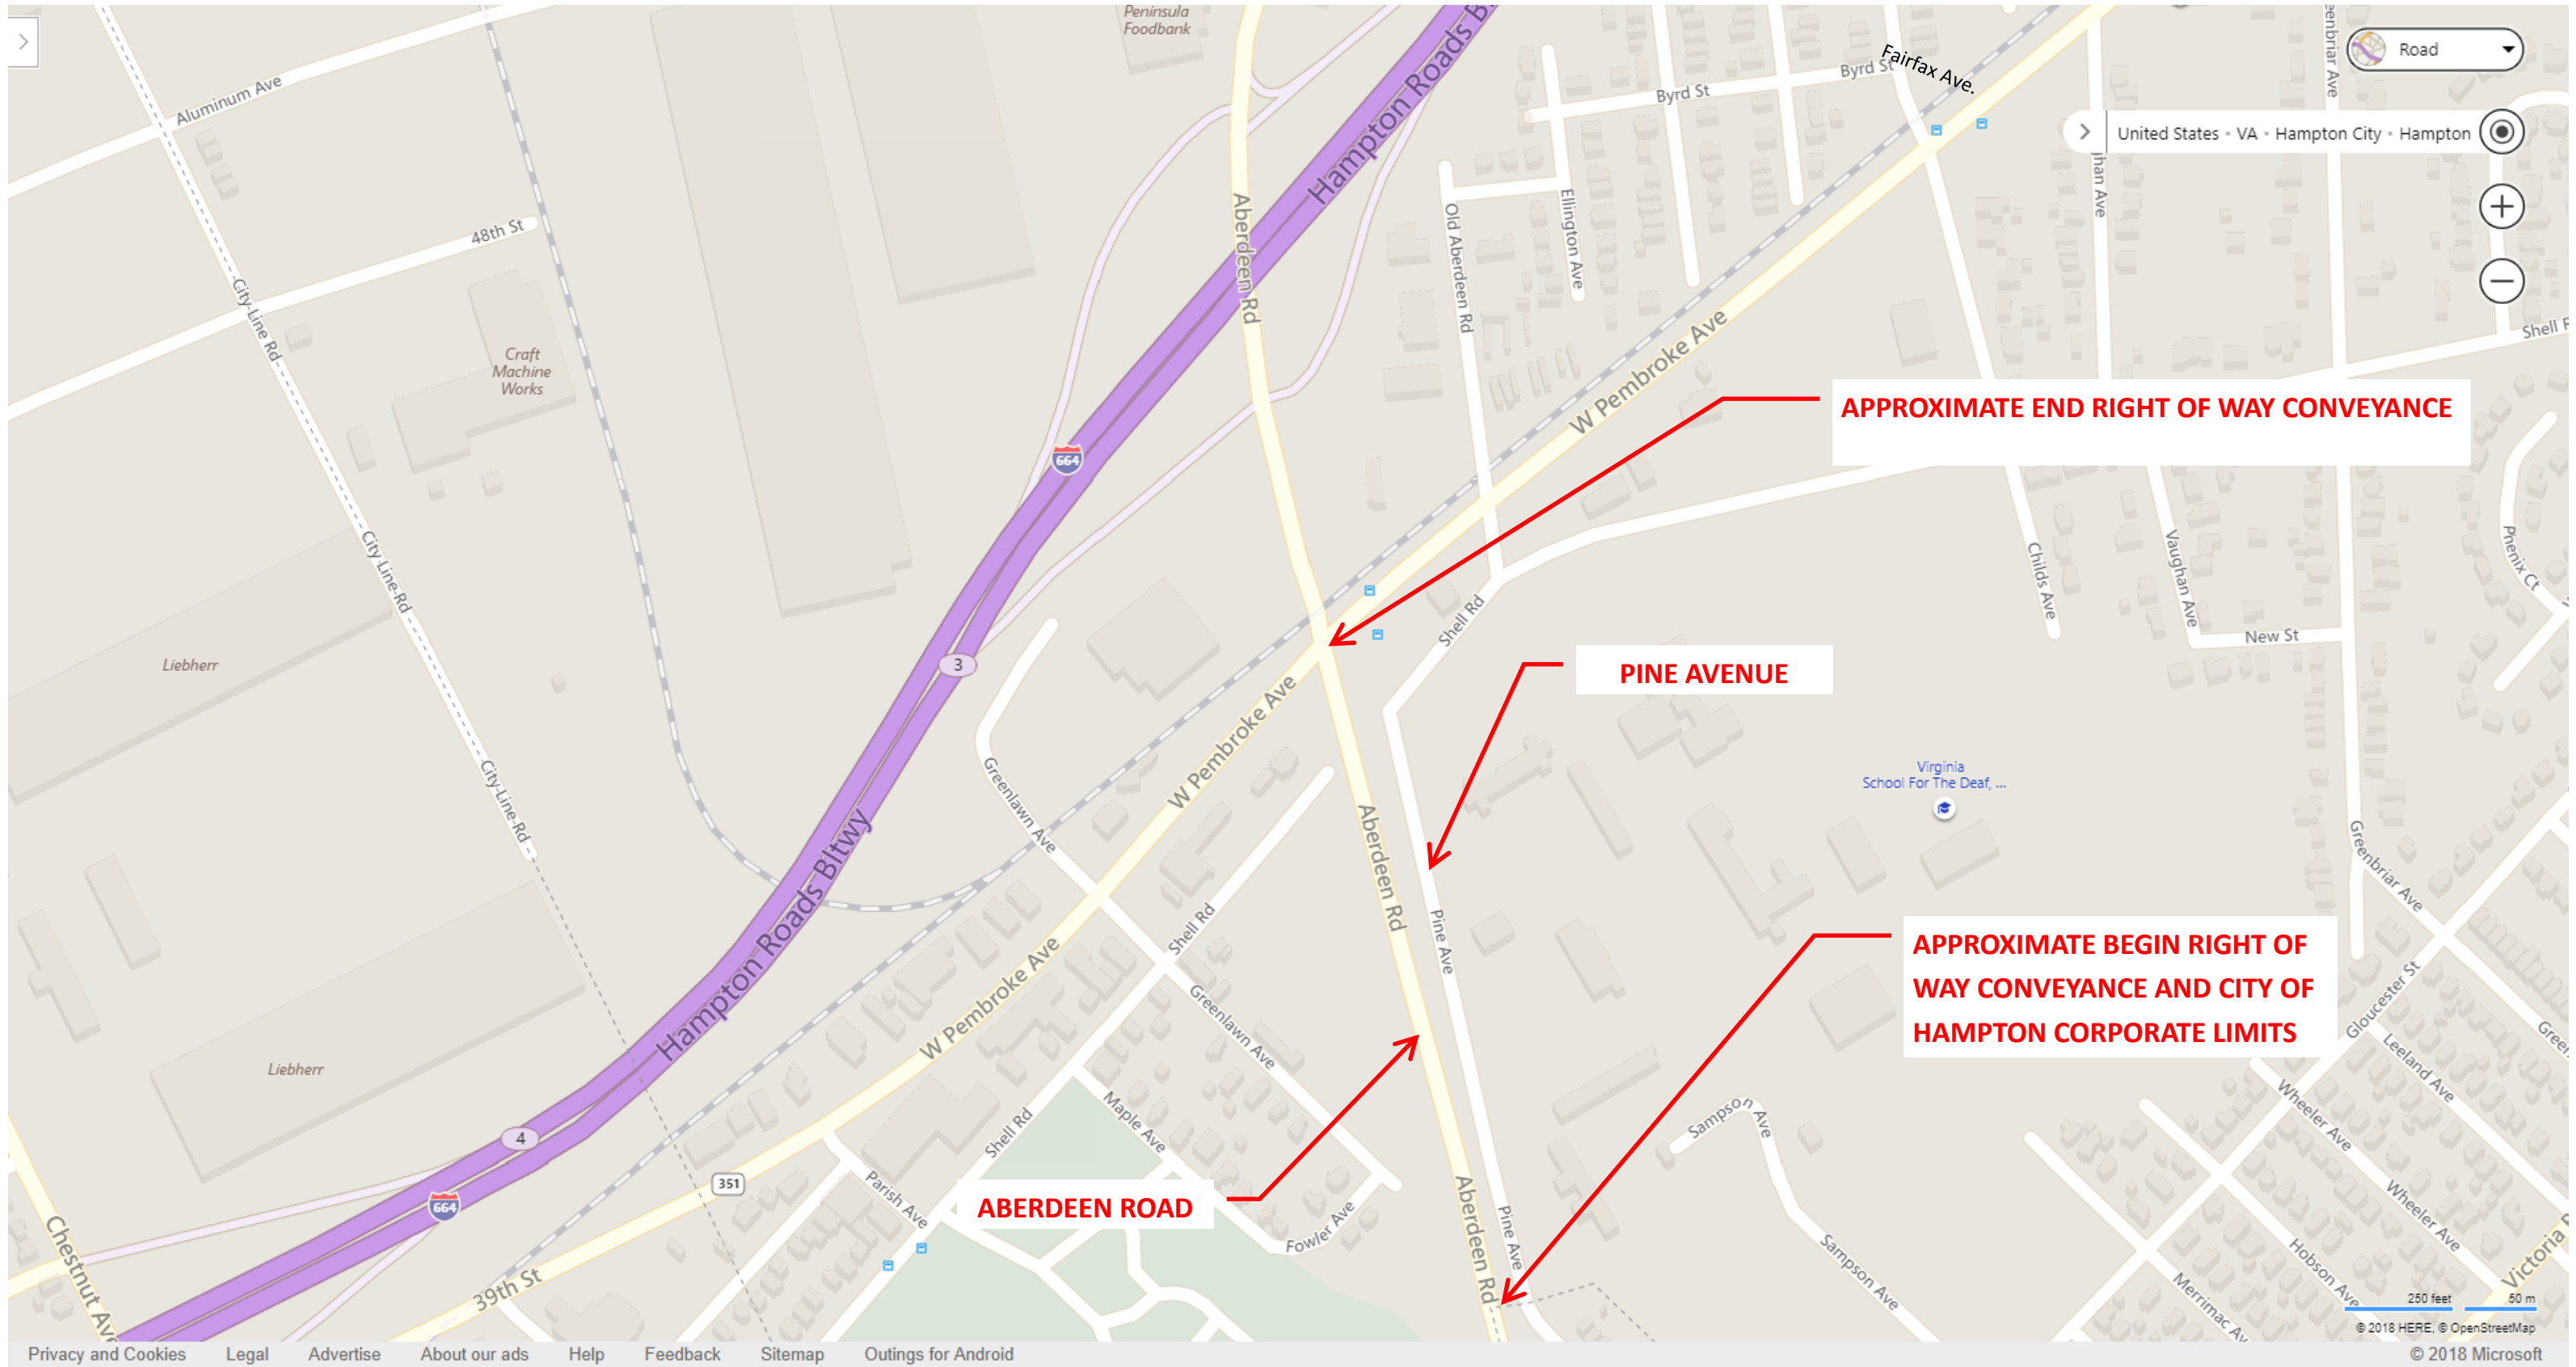 Peninsula
Foodbank
Hampton Roads B
Fairfax Ave.
Byrd St
Byrd St
Road
United States • VA • Hampton City • Hampton
Aluminum Ave
48th St
City Line Rd
Craft
Machine
Works
Aberdeen Rd
Old Aberdeen Rd
Ellington Ave
W Pembroke Ave
Shell
664
APPROXIMATE END RIGHT OF WAY CONVEYANCE
City Line Rd
Childs Ave
Vaughan Ave
Phenix Ct
New St
Shell Rd
Liebherr
3
PINE AVENUE
W Pembroke Ave
Greenlawn Ave
City Line Rd
Virginia
School For The Deaf, ...
Aberdeen Rd
Pine Ave
Greenbriar Ave
Hampton Roads Bltwy
Shell Rd
W Pembroke Ave
Greenlawn Ave
APPROXIMATE BEGIN RIGHT OF
WAY CONVEYANCE AND CITY OF
HAMPTON CORPORATE LIMITS
Gloucester St
Leeland Ave
Wheeler Ave
Liebherr
4
664
351
Shell Rd
Maple Ave
Parish Ave
ABERDEEN ROAD
Fowler Ave
Aberdeen Rd
Pine Ave
Sampson Ave
Sampson Ave
Wheeler Ave
Hobson Ave
Victoria
Merrimac Av
Chestnut Ave
39th St
250 feet 50 m
© 2018 HERE, © OpenStreetMap
Privacy and Cookies Legal Advertise About our ads Help Feedback Sitemap Outings for Android © 2018 Microsoft